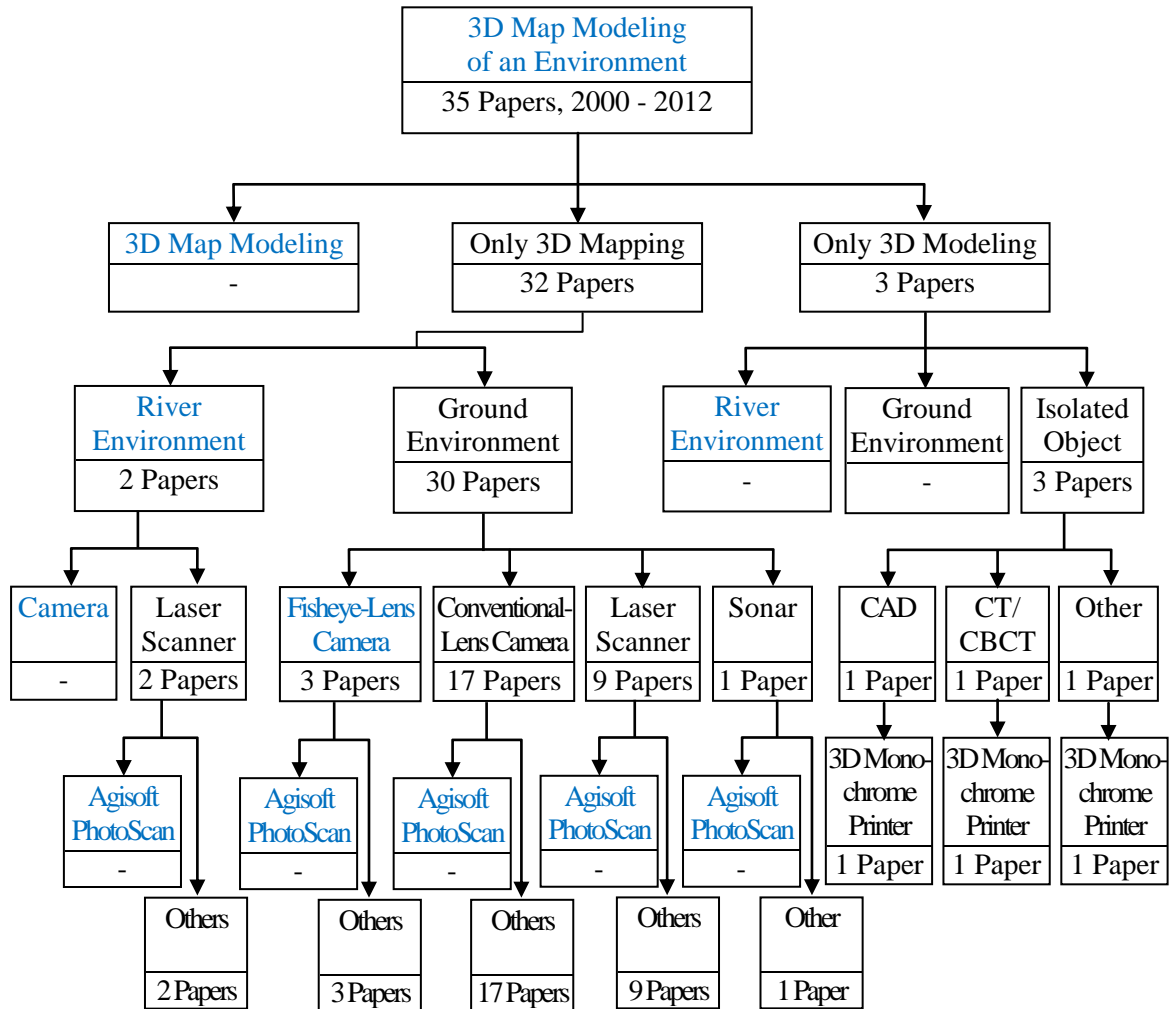 3D Map Modeling
of an Environment
35 Papers, 2000 - 2012
3D Map Modeling
-
Only 3D Mapping
32 Papers
Only 3D Modeling
3 Papers
River
Environment
2 Papers
Ground
Environment
30 Papers
River
Environment
-
Ground
Environment
-
Isolated
Object
3 Papers
Camera
-
Laser
Scanner
2 Papers
Fisheye-Lens
Camera
3 Papers
Conventional-
Lens Camera
17 Papers
Laser
Scanner
9 Papers
Sonar
1 Paper
CAD
1 Paper
CT/
CBCT
1 Paper
Other
1 Paper
Agisoft
PhotoScan
-
Agisoft
PhotoScan
-
Agisoft
PhotoScan
-
Agisoft
PhotoScan
-
Agisoft
PhotoScan
-
3D Mono-
chrome
Printer
1 Paper
3D Mono-
chrome
Printer
1 Paper
3D Mono-
chrome
Printer
1 Paper
Others
2 Papers
Others
3 Papers
Others
17 Papers
Others
9 Papers
Other
1 Paper